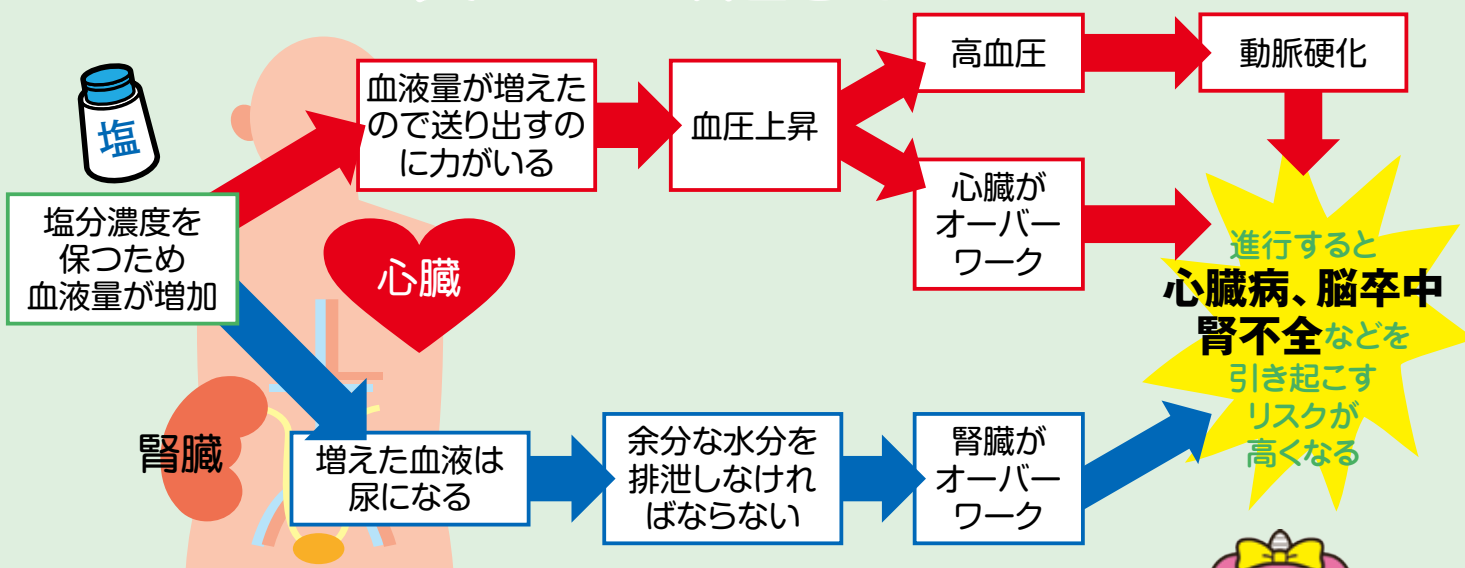 塩
塩分濃度を
保つため
血液量が増加
血液量が増えた
ので送り出すの
に力がいる
血圧上昇
高血圧
動脈硬化
心臓が
オーバー
ワーク
心臓
腎臓
増えた血液は
尿になる
余分な水分を
排泄しなけれ
ばならない
腎臓が
オーバー
ワーク
進行すると
心臓病、脳卒中
腎不全などを
引き起こす
リスクが
高くなる